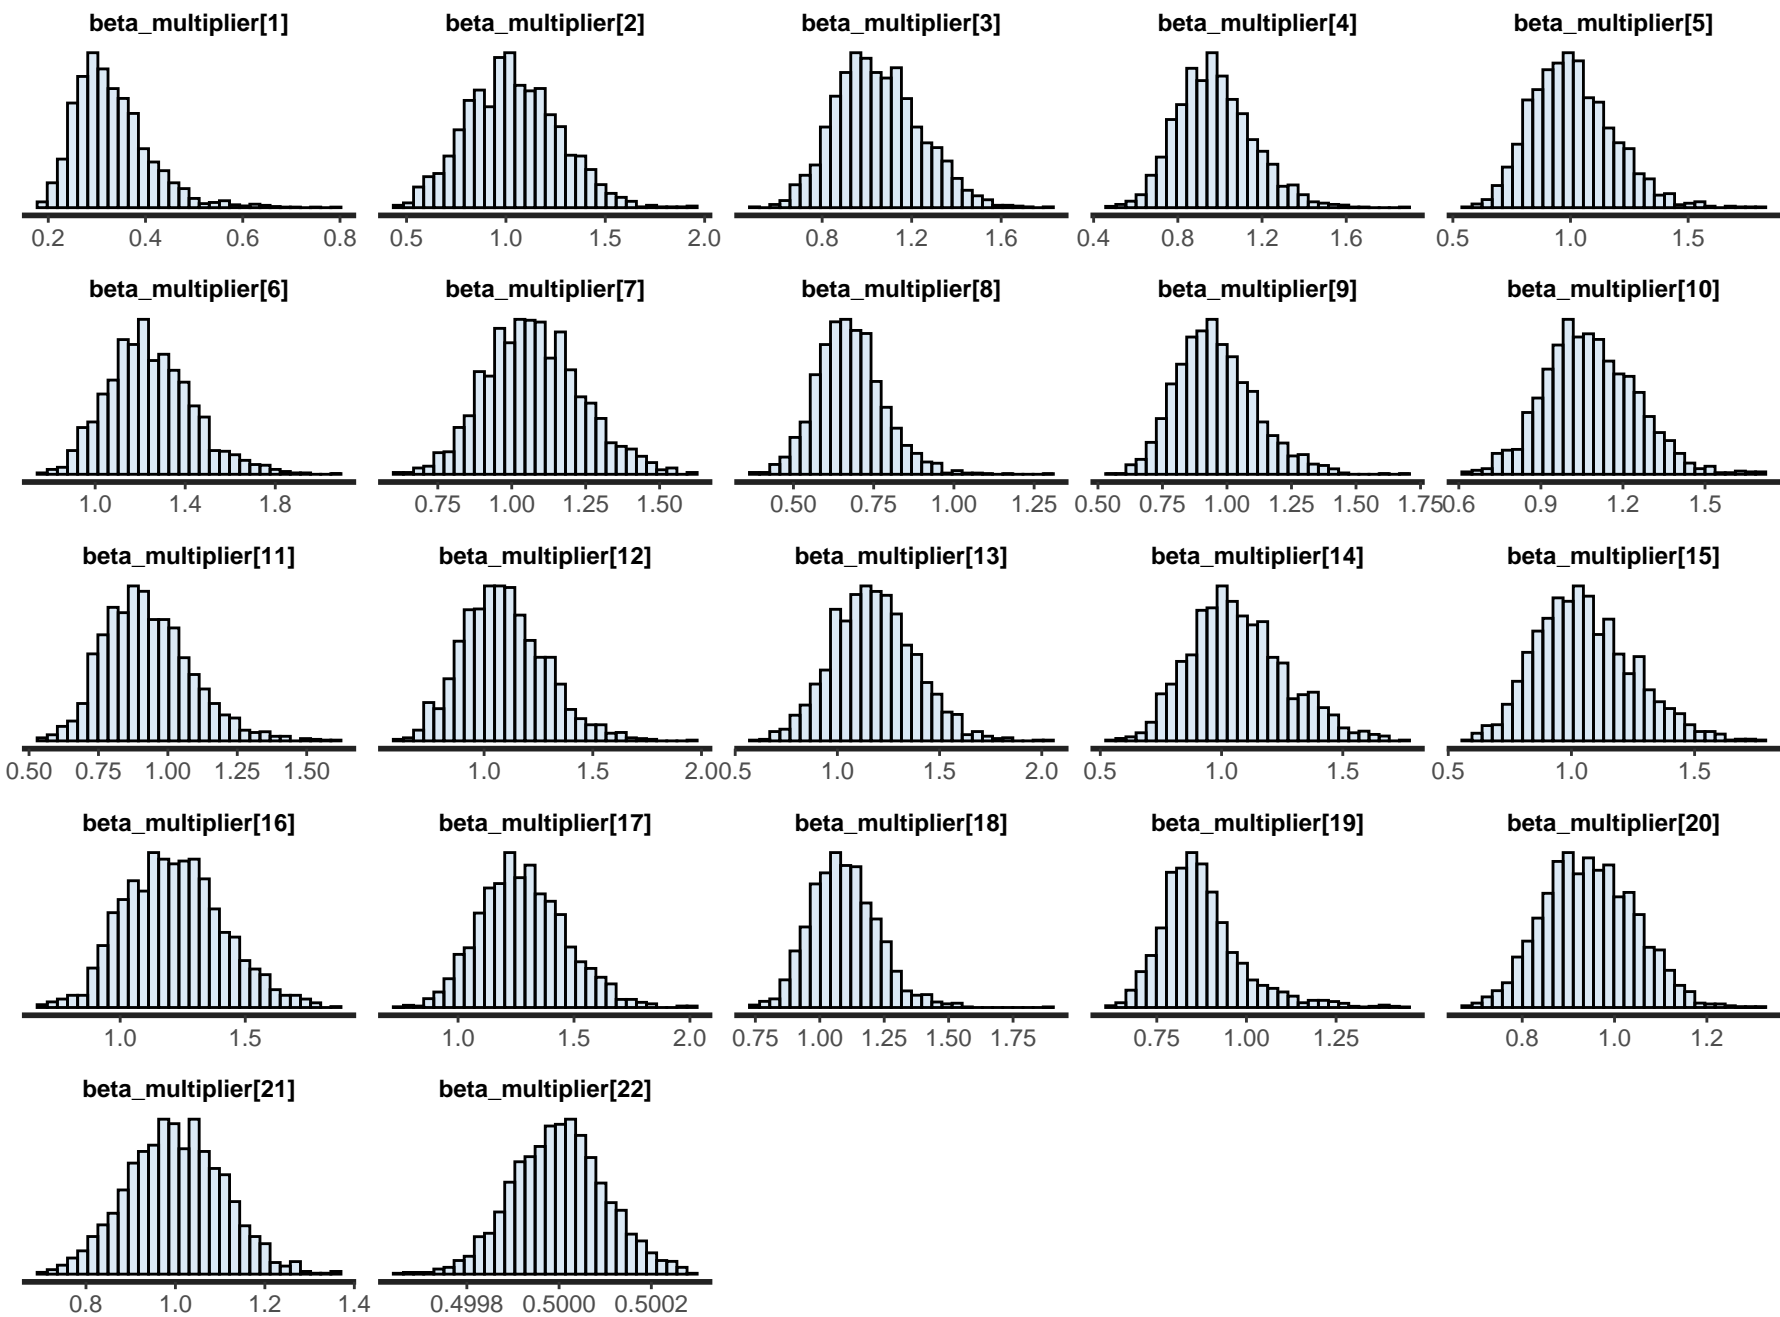 beta_multiplier[1] beta_multiplier[2] beta_multiplier[3] beta_multiplier[4] beta_multiplier[5]
0.2 0.4 0.6 0.8 0.5 1.0 1.5 2.0 0.8 1.2 1.6 0.4 0.8 1.2 1.6 0.5 1.0 1.5
beta_multiplier[6] beta_multiplier[7] beta_multiplier[8] beta_multiplier[9] beta_multiplier[10]
1.0 1.4 1.8 0.75 1.00 1.25 1.50 0.50 0.75 1.00 1.25 0.50 0.75 1.00 1.25 1.50 1.75 0.6 0.9 1.2 1.5
beta_multiplier[11] beta_multiplier[12] beta_multiplier[13] beta_multiplier[14] beta_multiplier[15]
0.50 0.75 1.00 1.25 1.50 1.0 1.5 2.0 0.5 1.0 1.5 2.0 0.5 1.0 1.5 0.5 1.0 1.5
beta_multiplier[16] beta_multiplier[17] beta_multiplier[18] beta_multiplier[19] beta_multiplier[20]
1.0 1.5 1.0 1.5 2.0 0.75 1.00 1.25 1.50 1.75 0.75 1.00 1.25 0.8 1.0 1.2
beta_multiplier[21] beta_multiplier[22]
0.8 1.0 1.2 1.4 0.4998 0.5000 0.5002